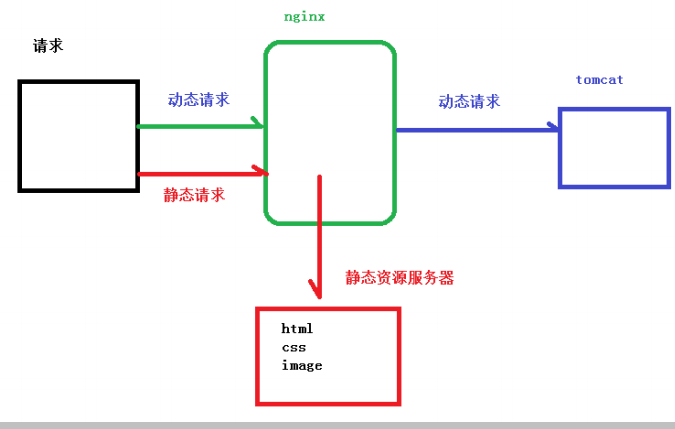 nginx
请求
动态请求
动态请求
tomcat
静态请求
静态资源服务器
html
css
image